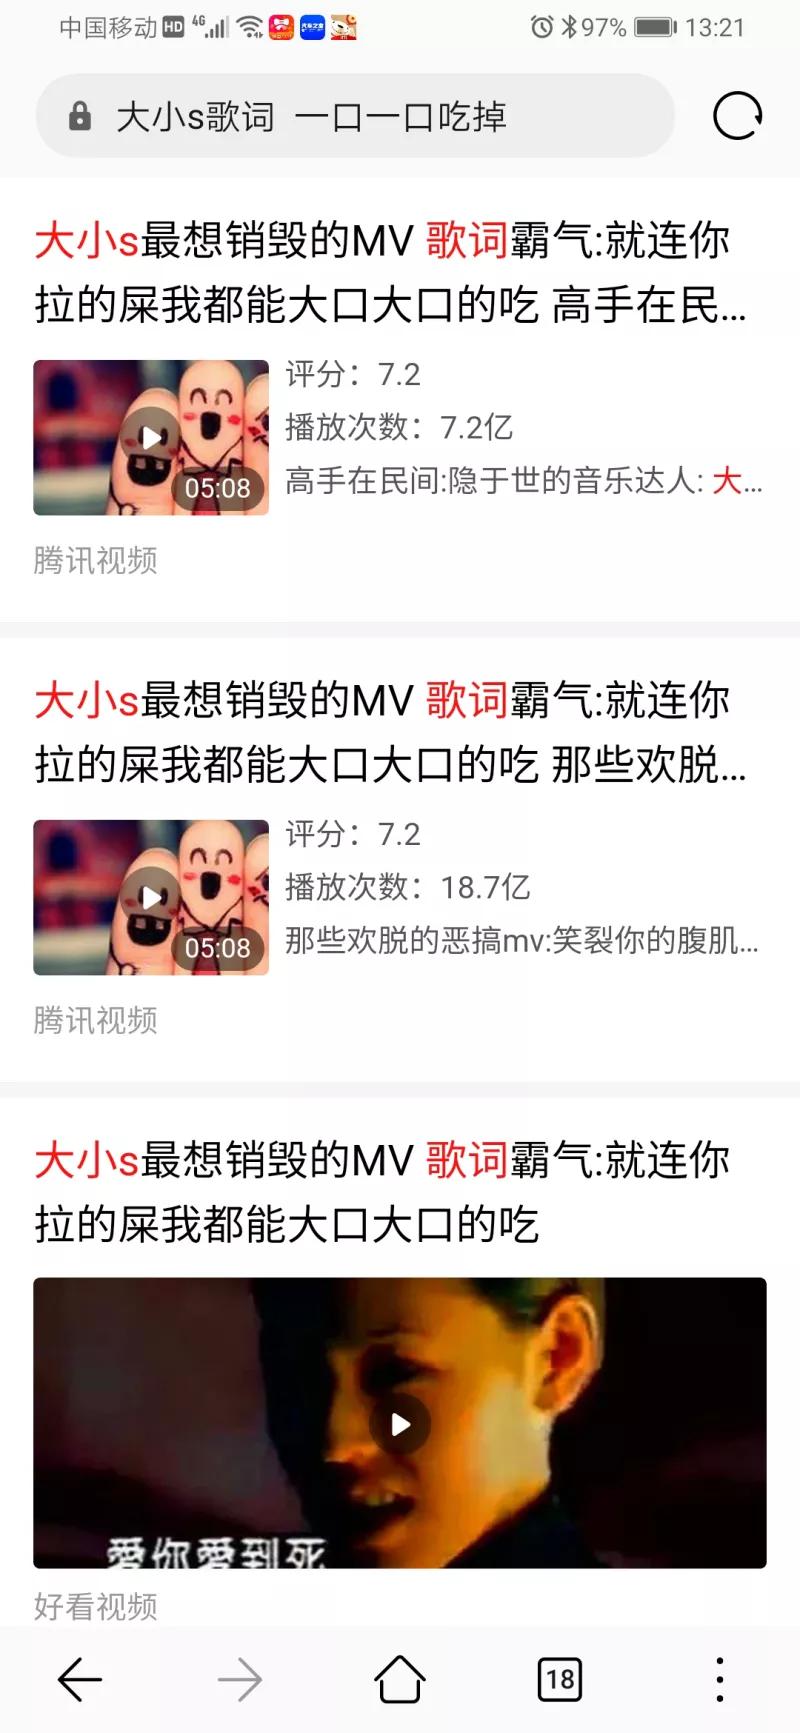 中国移动 HD 4G 97% 13:21
大小s歌词 一口一口吃掉
大小s最想销毁的MV 歌词霸气:就连你
拉的屎我都能大口大口的吃 高手在民...
评分：7.2
播放次数：7.2亿
高手在民间:隐于世的音乐达人: 大...
05:08
腾讯视频
大小s最想销毁的MV 歌词霸气:就连你
拉的屎我都能大口大口的吃 那些欢脱...
评分：7.2
播放次数：18.7亿
那些欢脱的恶搞mv:笑裂你的腹肌...
05:08
腾讯视频
大小s最想销毁的MV 歌词霸气:就连你
拉的屎我都能大口大口的吃
愛你愛到死
好看视频
18